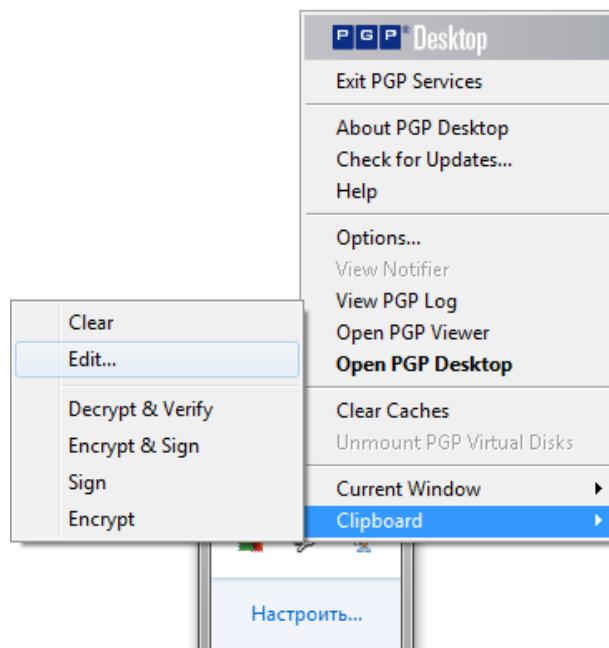 PGP® Desktop
Exit PGP Services
About PGP Desktop
Check for Updates...
Help
Options...
View Notifier
View PGP Log
Open PGP Viewer
Open PGP Desktop
Clear Caches
Unmount PGP Virtual Disks
Current Window
Clipboard
Clear
Edit...
Decrypt & Verify
Encrypt & Sign
Sign
Encrypt
Настроить...